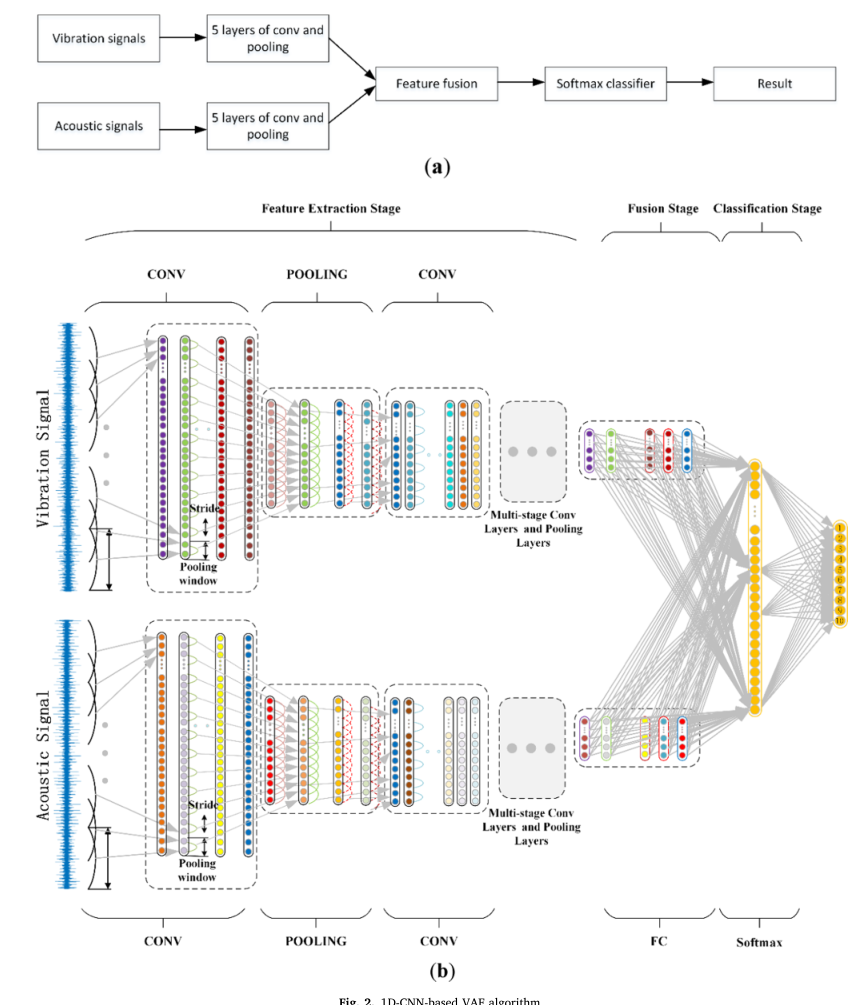 Vibration signals
5 layers of conv and
pooling
Feature fusion
Softmax classifier
Result
Acoustic signals
5 layers of conv and
pooling
(a)
Feature Extraction Stage
Fusion Stage
Classification Stage
CONV
POOLING
CONV
Vibration Signal
Stride
Pooling
window
Multi-stage Conv
Layers and Pooling
Layers
1
2
3
4
5
6
7
8
9
10
Acoustic Signal
Stride
Pooling
window
Multi-stage Conv
Layers and Pooling
Layers
CONV
POOLING
CONV
FC
Softmax
(b)
Fig. 2. 1D-CNN-based VAF algorithm